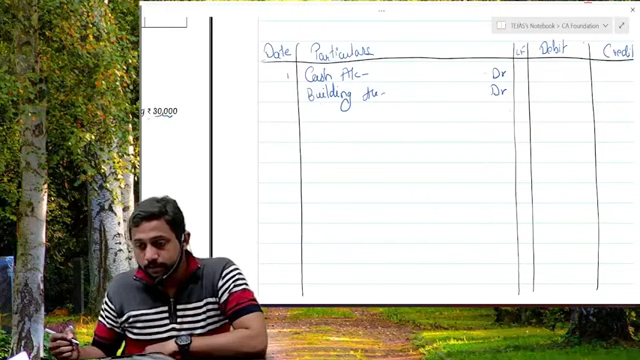 TEJAS's Notebook » CA Foundation
Date Particulars LF Debit Credit
1 Cash A/c- Dr
Building A/c- Dr
g ₹ 30,000